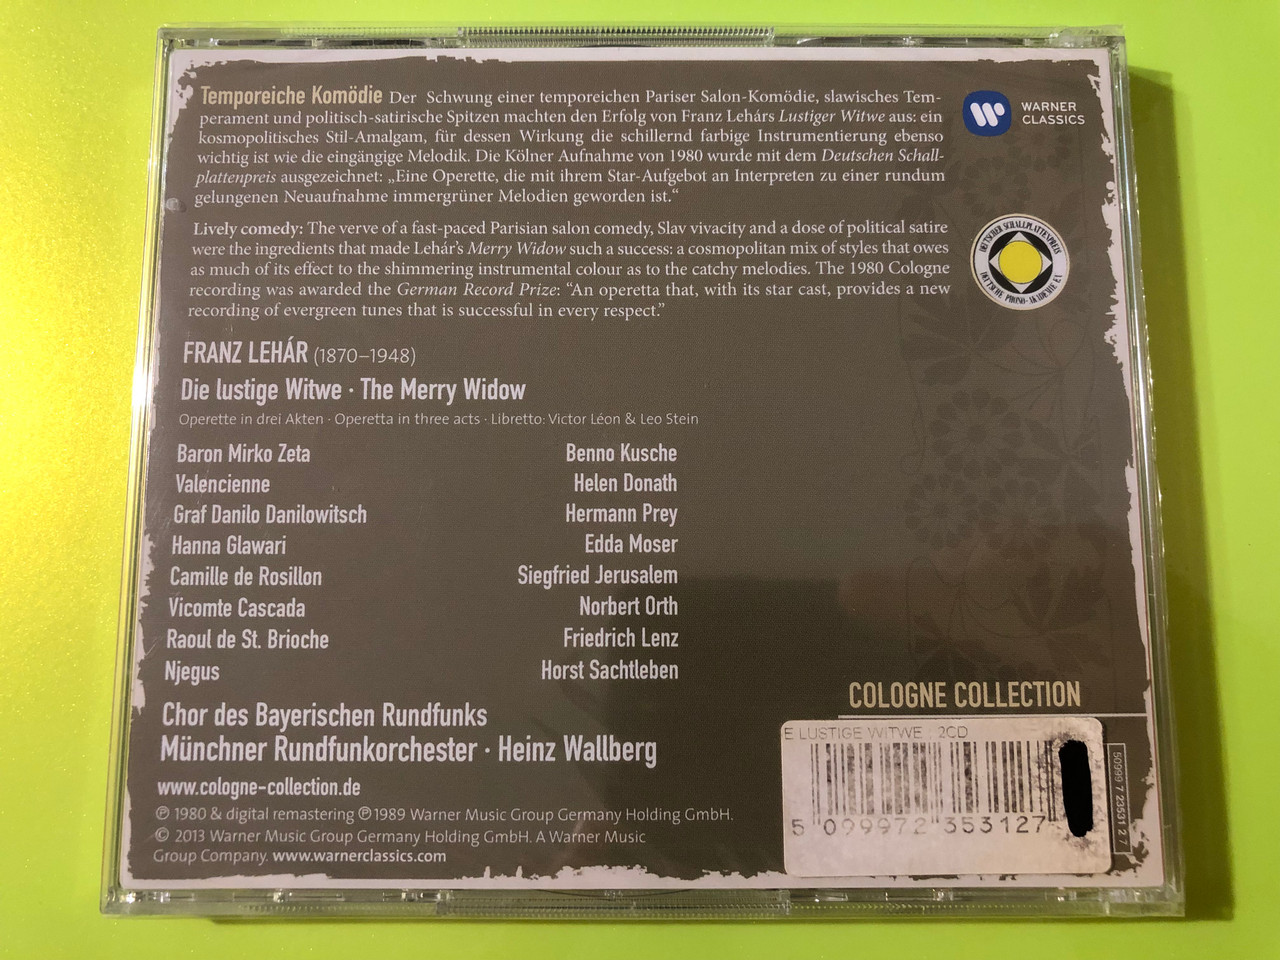 Temporeiche Komödie Der Schwung einer temporeichen Pariser Salon-Komödie, slawisches Tem-
perament und politisch-satirische Spitzen machten den Erfolg von Franz Lehárs Lustiger Witwe aus: ein
kosmopolitisches Stil-Amalgam, für dessen Wirkung die schillernd farbige Instrumentierung ebenso
wichtig ist wie die eingängige Melodik. Die Kölner Aufnahme von 1980 wurde mit dem Deutschen Schall-
plattenpreis ausgezeichnet: „Eine Operette, die mit ihrem Star-Aufgebot an Interpreten zu einer rundum
gelungenen Neuaufnahme immergrüner Melodien geworden ist.“
WARNER
CLASSICS
Lively comedy: The verve of a fast-paced Parisian salon comedy, Slav vivacity and a dose of political satire
were the ingredients that made Lehár's Merry Widow such a success: a cosmopolitan mix of styles that owes
as much of its effect to the shimmering instrumental colour as to the catchy melodies. The 1980 Cologne
recording was awarded the German Record Prize: “An operetta that, with its star cast, provides a new
recording of evergreen tunes that is successful in every respect.”
DEUTSCHER SCHALLPLATTENPREIS
DEUTSCHE PHONO-AKADEMIE E.V.
FRANZ LEHÁR (1870–1948)
Die lustige Witwe · The Merry Widow
Operette in drei Akten · Operetta in three acts · Libretto: Victor Léon & Leo Stein
Baron Mirko Zeta Benno Kusche
Valencienne Helen Donath
Graf Danilo Danilowitsch Hermann Prey
Hanna Glawari Edda Moser
Camille de Rosillon Siegfried Jerusalem
Vicomte Cascada Norbert Orth
Raoul de St. Brioche Friedrich Lenz
Njegus Horst Sachtleben
Chor des Bayerischen Rundfunks
Münchner Rundfunkorchester · Heinz Wallberg
www.cologne-collection.de
℗ 1980 & digital remastering ℗ 1989 Warner Music Group Germany Holding GmbH.
© 2013 Warner Music Group Germany Holding GmbH. A Warner Music
Group Company. www.warnerclassics.com
COLOGNE COLLECTION
E LUSTIGE WITWE : 2CD
5 099972 353127
50999 7 23531 2 7